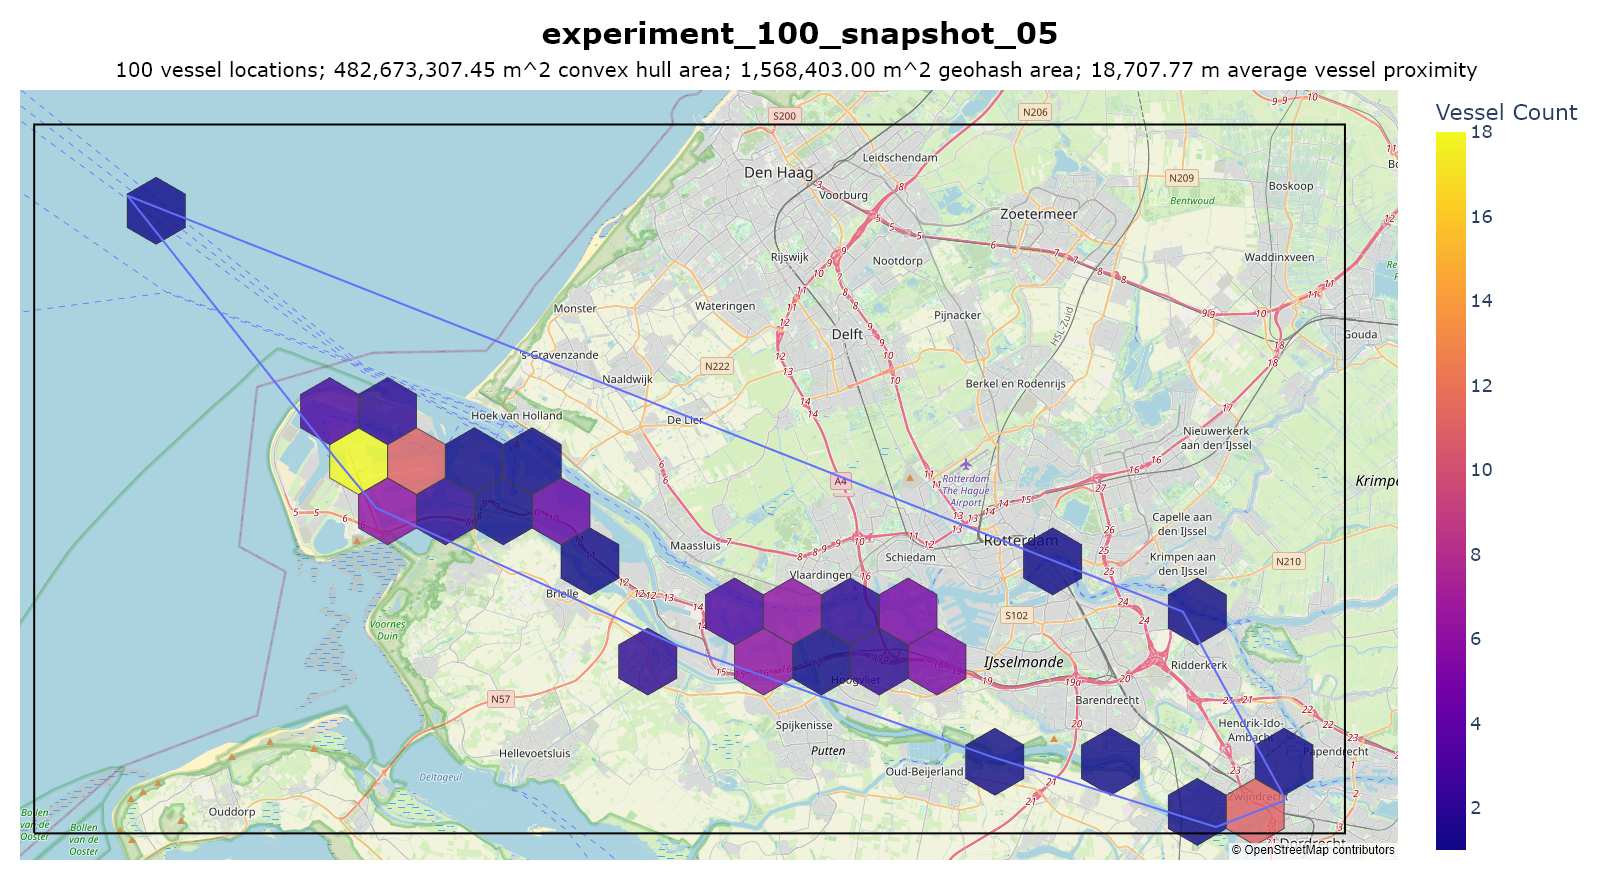 experiment_100_snapshot_05
100 vessel locations; 482,673,307.45 m^2 convex hull area; 1,568,403.00 m^2 geohash area; 18,707.77 m average vessel proximity
Vessel Count
18
16
14
12
10
8
6
4
2
S200
N206
Leidschendam
Den Haag
Voorburg
N209
Boskoop
Bentwoud
Zoetermeer
Rijswijk
Nootdorp
Waddinxveen
Monster
Wateringen
Pijnacker
Delft
HSL-Zuid
Gouda
's-Gravenzande
N222
Naaldwijk
Berkel en Rodenrijs
Hoek van Holland
De Lier
Nieuwerkerk
aan den IJssel
A4
Rotterdam
The Hague
Airport
Krimpe
Capelle aan
den IJssel
Maassluis
Rotterdam
Schiedam
Krimpen aan
den IJssel
N210
Vlaardingen
Brielle
S102
Voornes
Duin
IJsselmonde
Ridderkerk
Hoogvliet
N57
Barendrecht
Spijkenisse
Hendrik-Ido-
Ambacht
Hellevoetsluis
Putten
Papendrecht
Oud-Beijerland
Deltageul
Zwijndrecht
Ouddorp
Bollen
van de
Ooster
Bollen
van de
Ooster
Dordrecht
© OpenStreetMap contributors